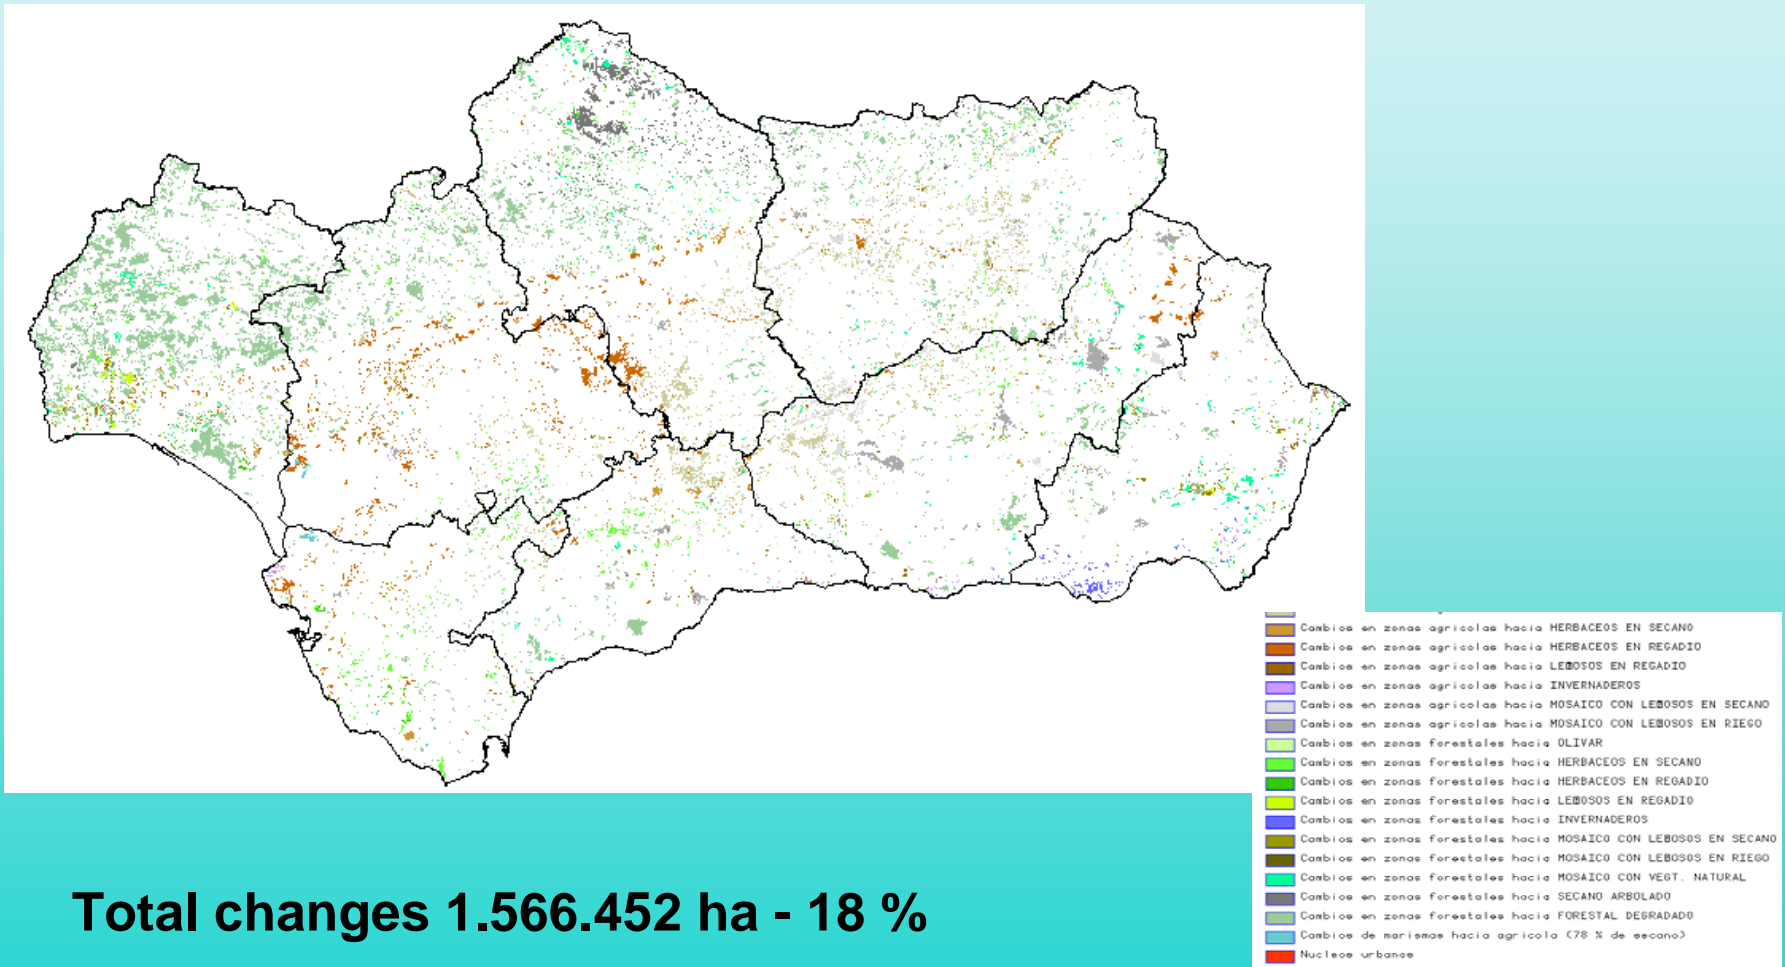 Cambios en zonas agricolas hacia HERBACEOS EN SECANO
Cambios en zonas agricolas hacia HERBACEOS EN REGADIO
Cambios en zonas agricolas hacia LEÑOSOS EN REGADIO
Cambios en zonas agricolas hacia INVERNADEROS
Cambios en zonas agricolas hacia MOSAICO CON LEÑOSOS EN SECANO
Cambios en zonas agricolas hacia MOSAICO CON LEÑOSOS EN RIEGO
Cambios en zonas forestales hacia OLIVAR
Cambios en zonas forestales hacia HERBACEOS EN SECANO
Cambios en zonas forestales hacia HERBACEOS EN REGADIO
Cambios en zonas forestales hacia LEÑOSOS EN REGADIO
Cambios en zonas forestales hacia INVERNADEROS
Cambios en zonas forestales hacia MOSAICO CON LEÑOSOS EN SECANO
Cambios en zonas forestales hacia MOSAICO CON LEÑOSOS EN RIEGO
Cambios en zonas forestales hacia MOSAICO CON VEGT. NATURAL
Cambios en zonas forestales hacia SECANO ARBOLADO
Cambios en zonas forestales hacia FORESTAL DEGRADADO
Cambios de marismas hacia agricola (78 % de secano)
Nucleos urbanos
Total changes 1.566.452 ha - 18 %